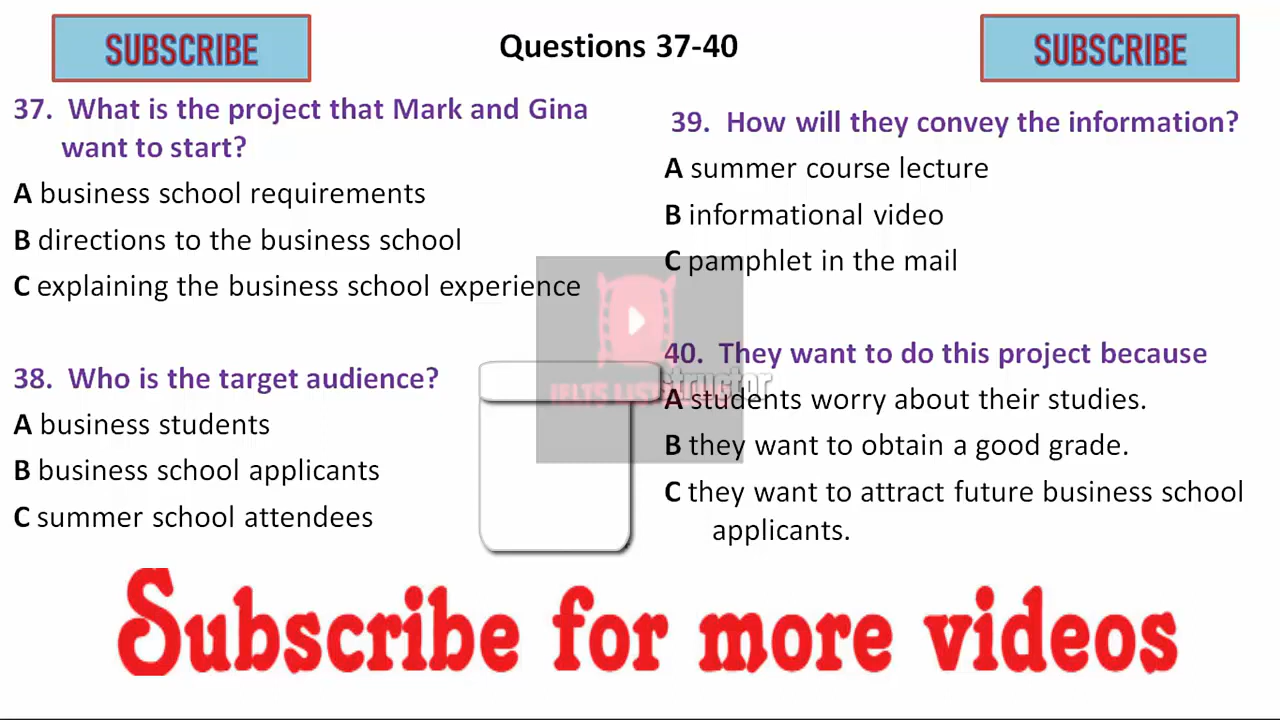 SUBSCRIBE
Questions 37-40
SUBSCRIBE
37. What is the project that Mark and Gina
want to start?
A business school requirements
B directions to the business school
C explaining the business school experience
38. Who is the target audience?
A business students
B business school applicants
C summer school attendees
39. How will they convey the information?
A summer course lecture
B informational video
C pamphlet in the mail
40. They want to do this project because
A students worry about their studies.
B they want to obtain a good grade.
C they want to attract future business school
applicants.
IELTS
Subscribe for more videos